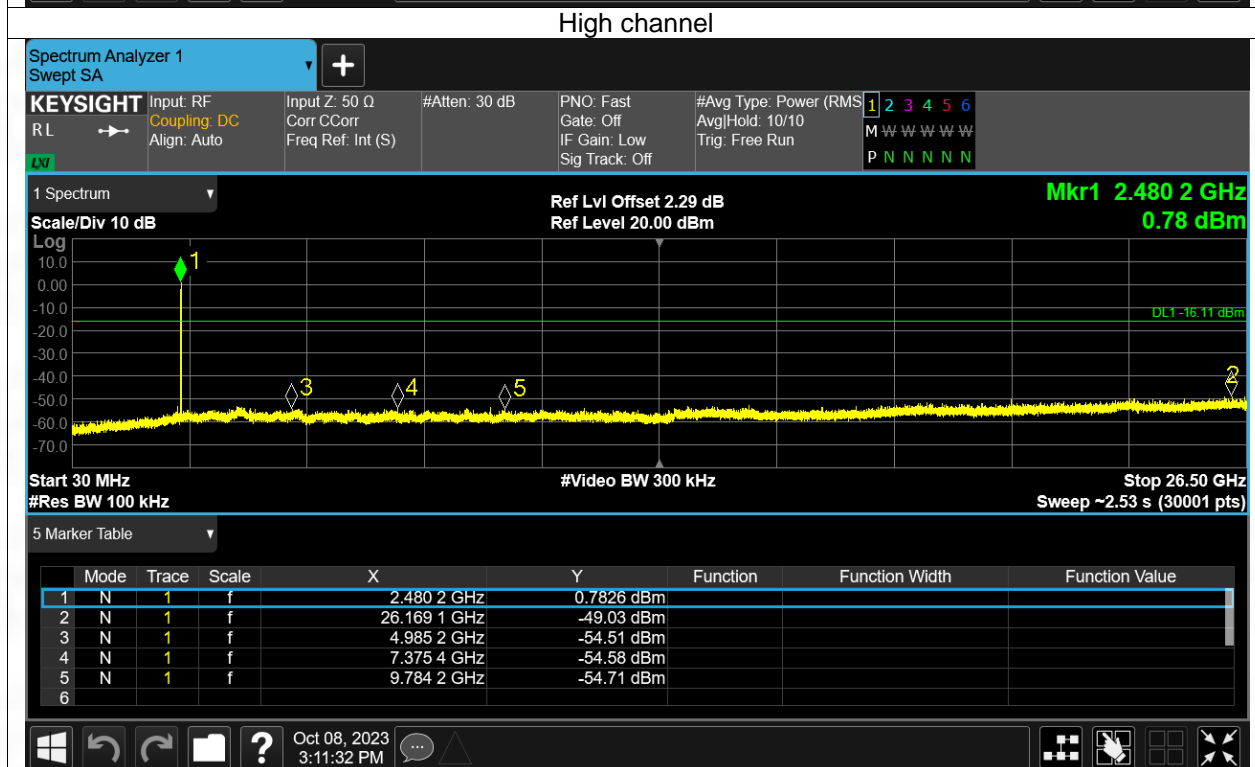 High channel
Spectrum Analyzer 1
Swept SA
+
KEYSIGHT
RL
LXI
Input: RF
Coupling: DC
Align: Auto
Input Z: 50 Ω
Corr CCorr
Freq Ref: Int (S)
#Atten: 30 dB
PNO: Fast
Gate: Off
IF Gain: Low
Sig Track: Off
#Avg Type: Power (RMS
Avg|Hold: 10/10
Trig: Free Run
1 2 3 4 5 6
M W W W W W
P N N N N N
1 Spectrum
Scale/Div 10 dB
Ref Lvl Offset 2.29 dB
Ref Level 20.00 dBm
Mkr1 2.480 2 GHz
0.78 dBm
Log
10.0
0.00
-10.0
-20.0
-30.0
-40.0
-50.0
-60.0
-70.0
1
DL1 -16.11 dBm
3
4
5
2
Start 30 MHz
#Res BW 100 kHz
#Video BW 300 kHz
Stop 26.50 GHz
Sweep ~2.53 s (30001 pts)
5 Marker Table
Mode Trace Scale X Y Function Function Width Function Value
1 N 1 f 2.480 2 GHz 0.7826 dBm
2 N 1 f 26.169 1 GHz -49.03 dBm
3 N 1 f 4.985 2 GHz -54.51 dBm
4 N 1 f 7.375 4 GHz -54.58 dBm
5 N 1 f 9.784 2 GHz -54.71 dBm
6
?
Oct 08, 2023
3:11:32 PM